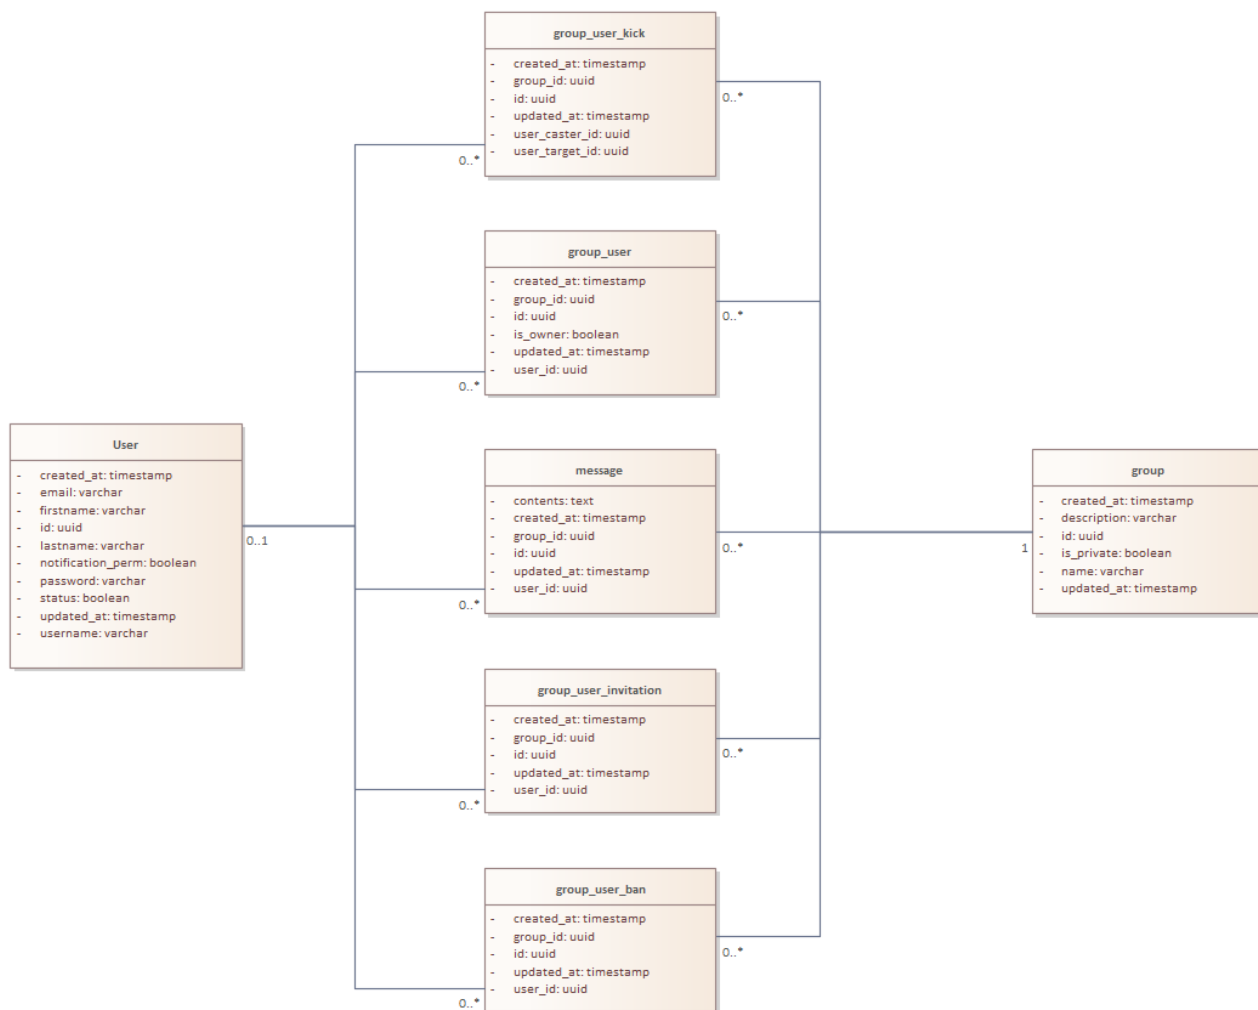 group_user_kick
- created_at: timestamp
- group_id: uuid
- id: uuid
- updated_at: timestamp
- user_caster_id: uuid
- user_target_id: uuid
0..*
0..*
group_user
- created_at: timestamp
- group_id: uuid
- id: uuid
- is_owner: boolean
- updated_at: timestamp
- user_id: uuid
0..*
0..*
User
- created_at: timestamp
- email: varchar
- firstname: varchar
- id: uuid
- lastname: varchar
- notification_perm: boolean
- password: varchar
- status: boolean
- updated_at: timestamp
- username: varchar
0..1
message
- contents: text
- created_at: timestamp
- group_id: uuid
- id: uuid
- updated_at: timestamp
- user_id: uuid
0..*
0..*
group
- created_at: timestamp
- description: varchar
- id: uuid
- is_private: boolean
- name: varchar
- updated_at: timestamp
1
group_user_invitation
- created_at: timestamp
- group_id: uuid
- id: uuid
- updated_at: timestamp
- user_id: uuid
0..*
0..*
group_user_ban
- created_at: timestamp
- group_id: uuid
- id: uuid
- updated_at: timestamp
- user_id: uuid
0..*
0..*